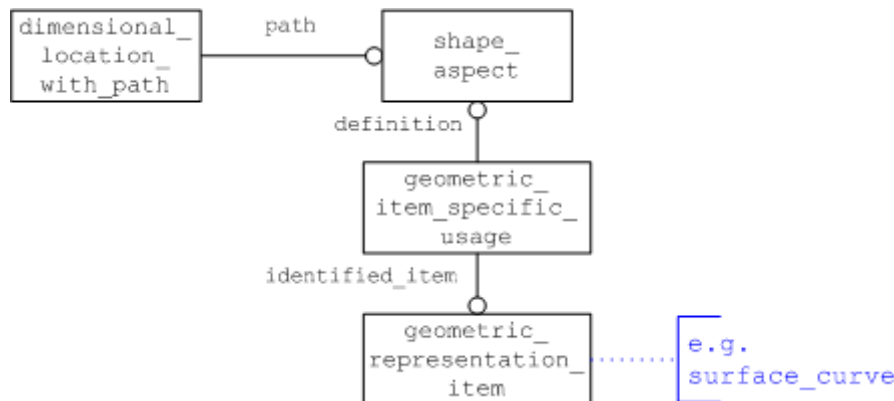 dimensional_
location_
with_path
path
shape_
aspect
definition
geometric_
item_specific_
usage
identified_item
geometric_
representation_
item
e.g.
surface_curve